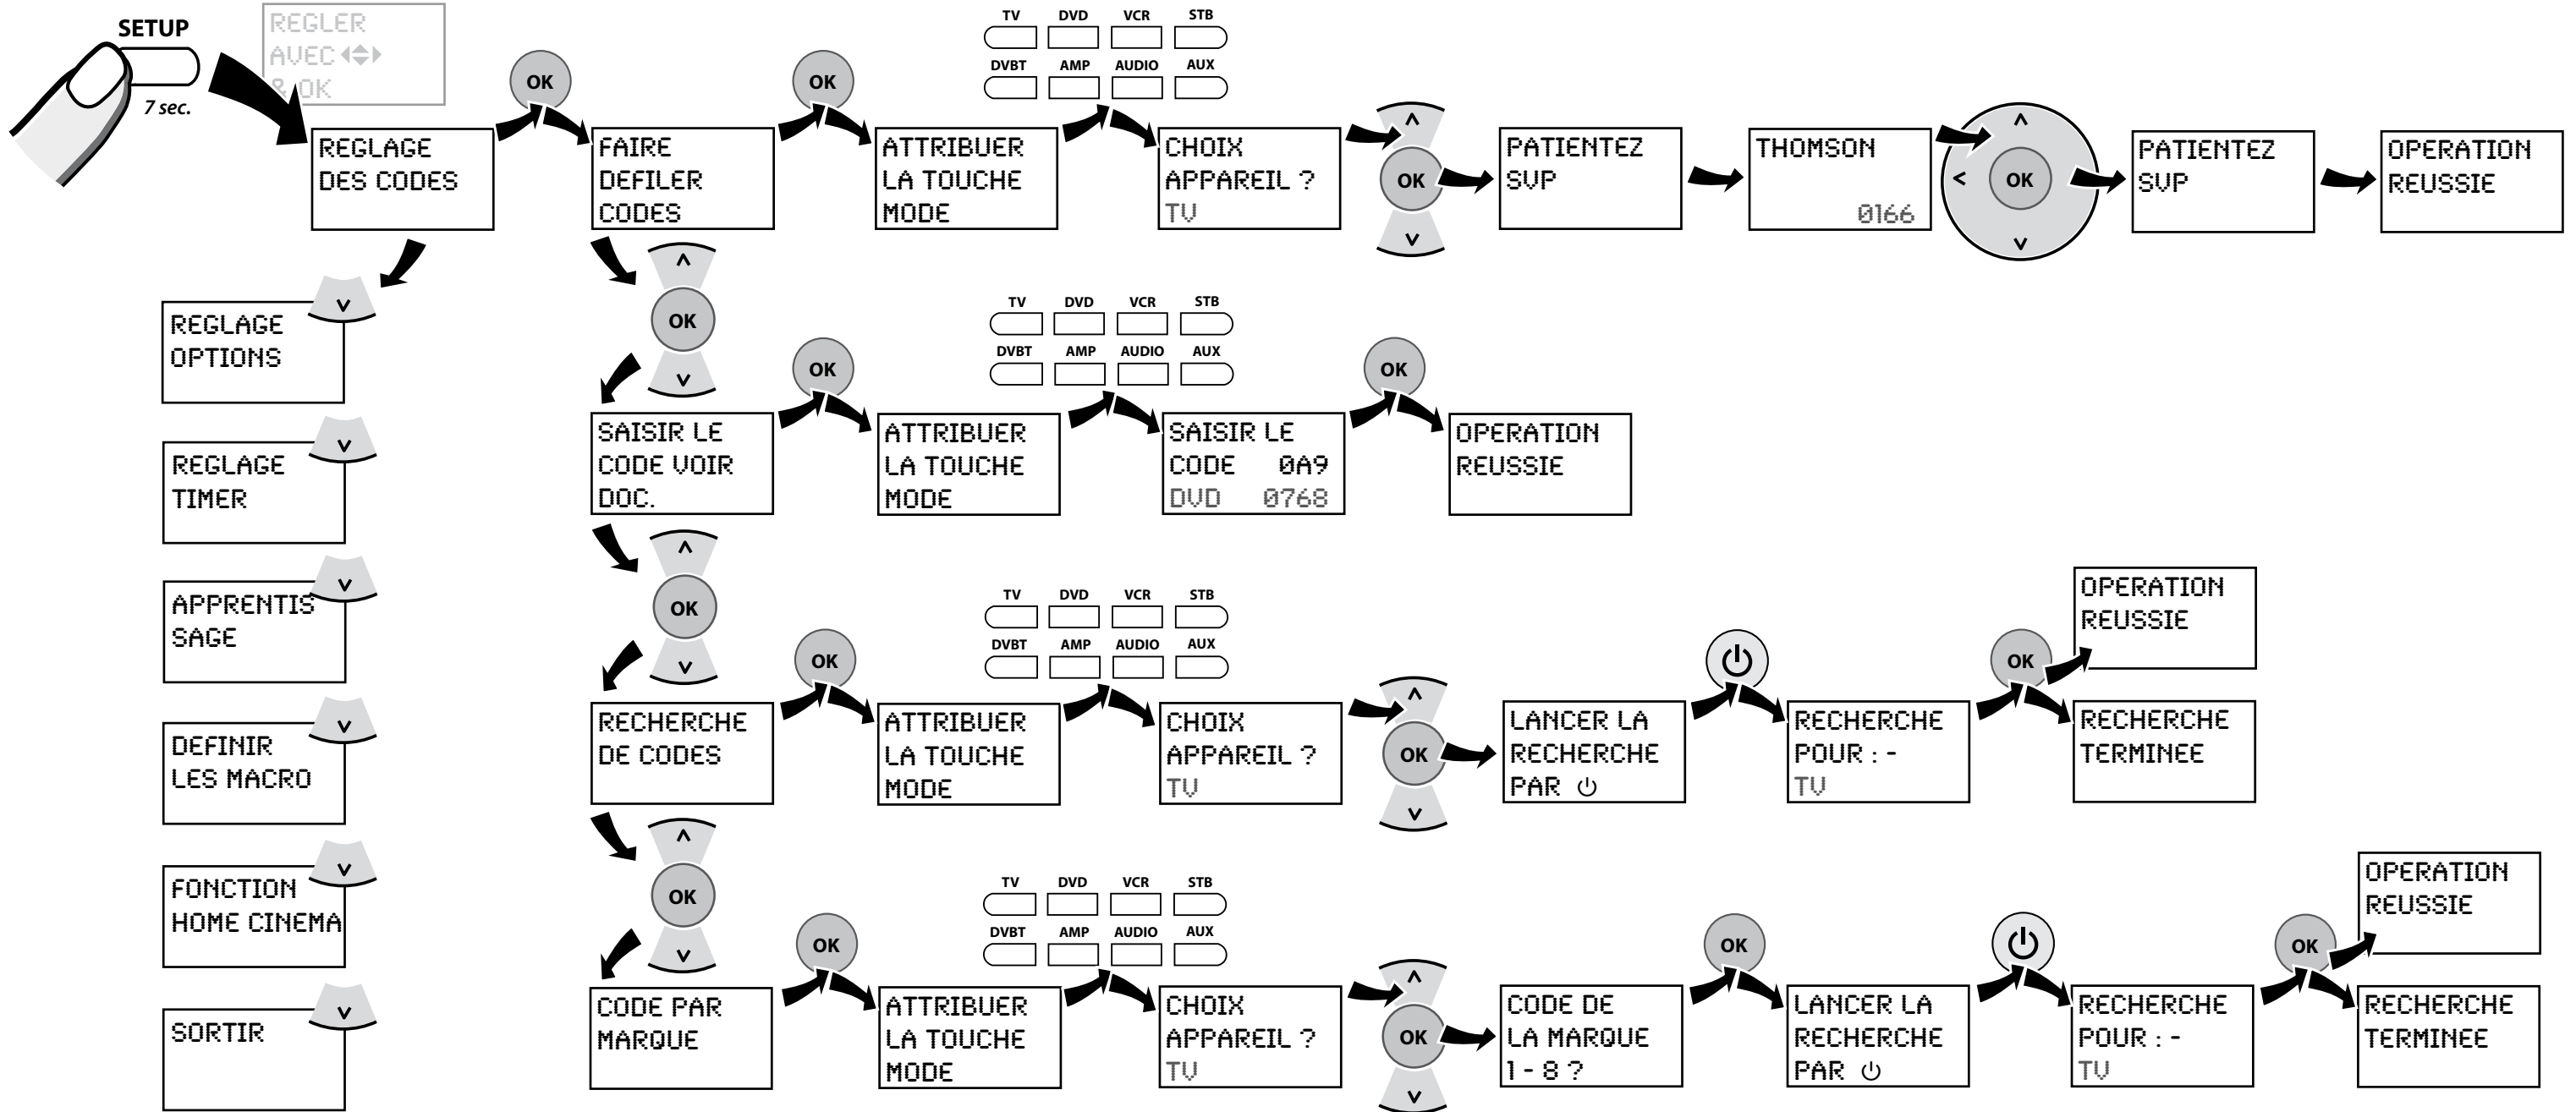 SETUP
7 sec.
REGLER
AVEC
& OK
REGLAGE
DES CODES
OK
FAIRE
DEFILER
CODES
OK
ATTRIBUER
LA TOUCHE
MODE
TV DVD VCR STB
DVBT AMP AUDIO AUX
CHOIX
APPAREIL ?
TV
OK
PATIENTEZ
SVP
THOMSON
0166
OK
PATIENTEZ
SVP
OPERATION
REUSSIE
REGLAGE
OPTIONS
REGLAGE
TIMER
APPRENTIS
SAGE
DEFINIR
LES MACRO
FONCTION
HOME CINEMA
SORTIR
OK
SAISIR LE
CODE VOIR
DOC.
OK
ATTRIBUER
LA TOUCHE
MODE
TV DVD VCR STB
DVBT AMP AUDIO AUX
SAISIR LE
CODE 0A9
DVD 0768
OK
OPERATION
REUSSIE
OK
RECHERCHE
DE CODES
OK
ATTRIBUER
LA TOUCHE
MODE
TV DVD VCR STB
DVBT AMP AUDIO AUX
CHOIX
APPAREIL ?
TV
OK
LANCER LA
RECHERCHE
PAR
RECHERCHE
POUR : -
TV
OK
OPERATION
REUSSIE
RECHERCHE
TERMINEE
OK
CODE PAR
MARQUE
OK
ATTRIBUER
LA TOUCHE
MODE
TV DVD VCR STB
DVBT AMP AUDIO AUX
CHOIX
APPAREIL ?
TV
OK
CODE DE
LA MARQUE
1 - 8 ?
OK
LANCER LA
RECHERCHE
PAR
RECHERCHE
POUR : -
TV
OK
OPERATION
REUSSIE
RECHERCHE
TERMINEE